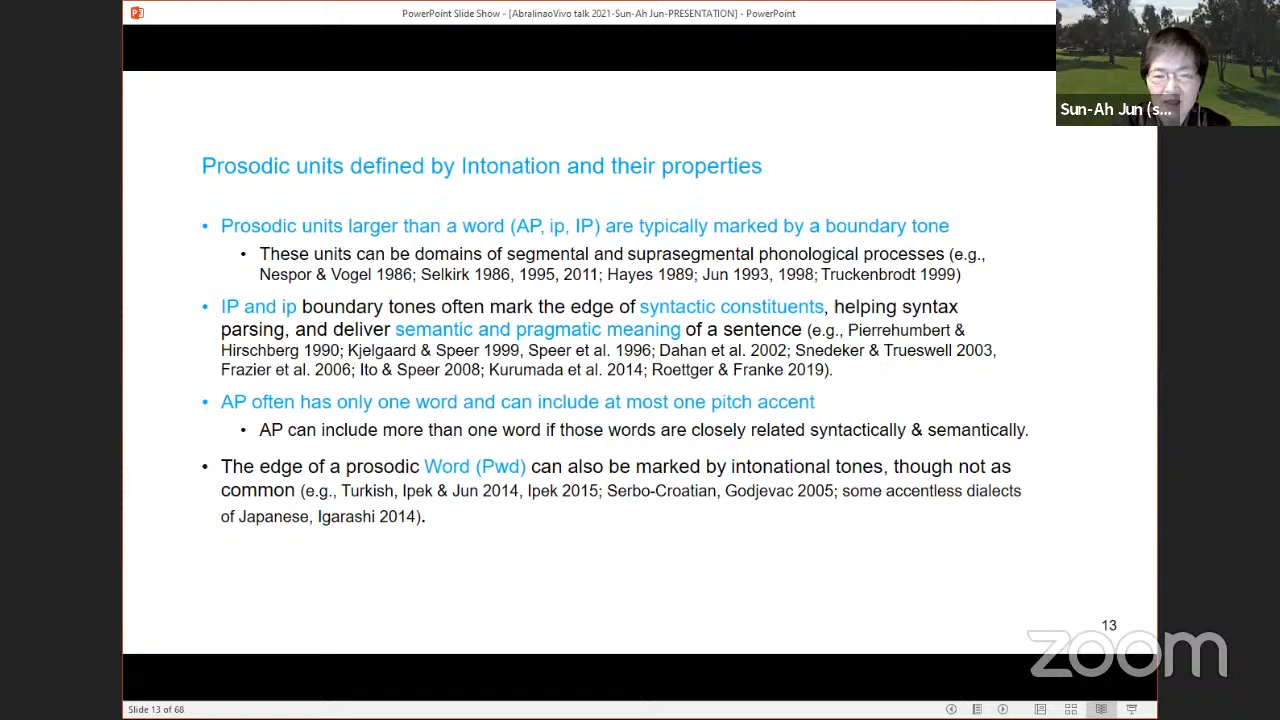 PowerPoint Slide Show - [AbralinaoVivo talk 2021-Sun-Ah Jun-PRESENTATION] - PowerPoint
Sun-Ah Jun (s...
Prosodic units defined by Intonation and their properties
• Prosodic units larger than a word (AP, ip, IP) are typically marked by a boundary tone
• These units can be domains of segmental and suprasegmental phonological processes (e.g.,
Nespor & Vogel 1986; Selkirk 1986, 1995, 2011; Hayes 1989; Jun 1993, 1998; Truckenbrodt 1999)
• IP and ip boundary tones often mark the edge of syntactic constituents, helping syntax
parsing, and deliver semantic and pragmatic meaning of a sentence (e.g., Pierrehumbert &
Hirschberg 1990; Kjelgaard & Speer 1999, Speer et al. 1996; Dahan et al. 2002; Snedeker & Trueswell 2003,
Frazier et al. 2006; Ito & Speer 2008; Kurumada et al. 2014; Roettger & Franke 2019).
• AP often has only one word and can include at most one pitch accent
• AP can include more than one word if those words are closely related syntactically & semantically.
• The edge of a prosodic Word (Pwd) can also be marked by intonational tones, though not as
common (e.g., Turkish, Ipek & Jun 2014, Ipek 2015; Serbo-Croatian, Godjevac 2005; some accentless dialects
of Japanese, Igarashi 2014).
13
zoom
Slide 13 of 68